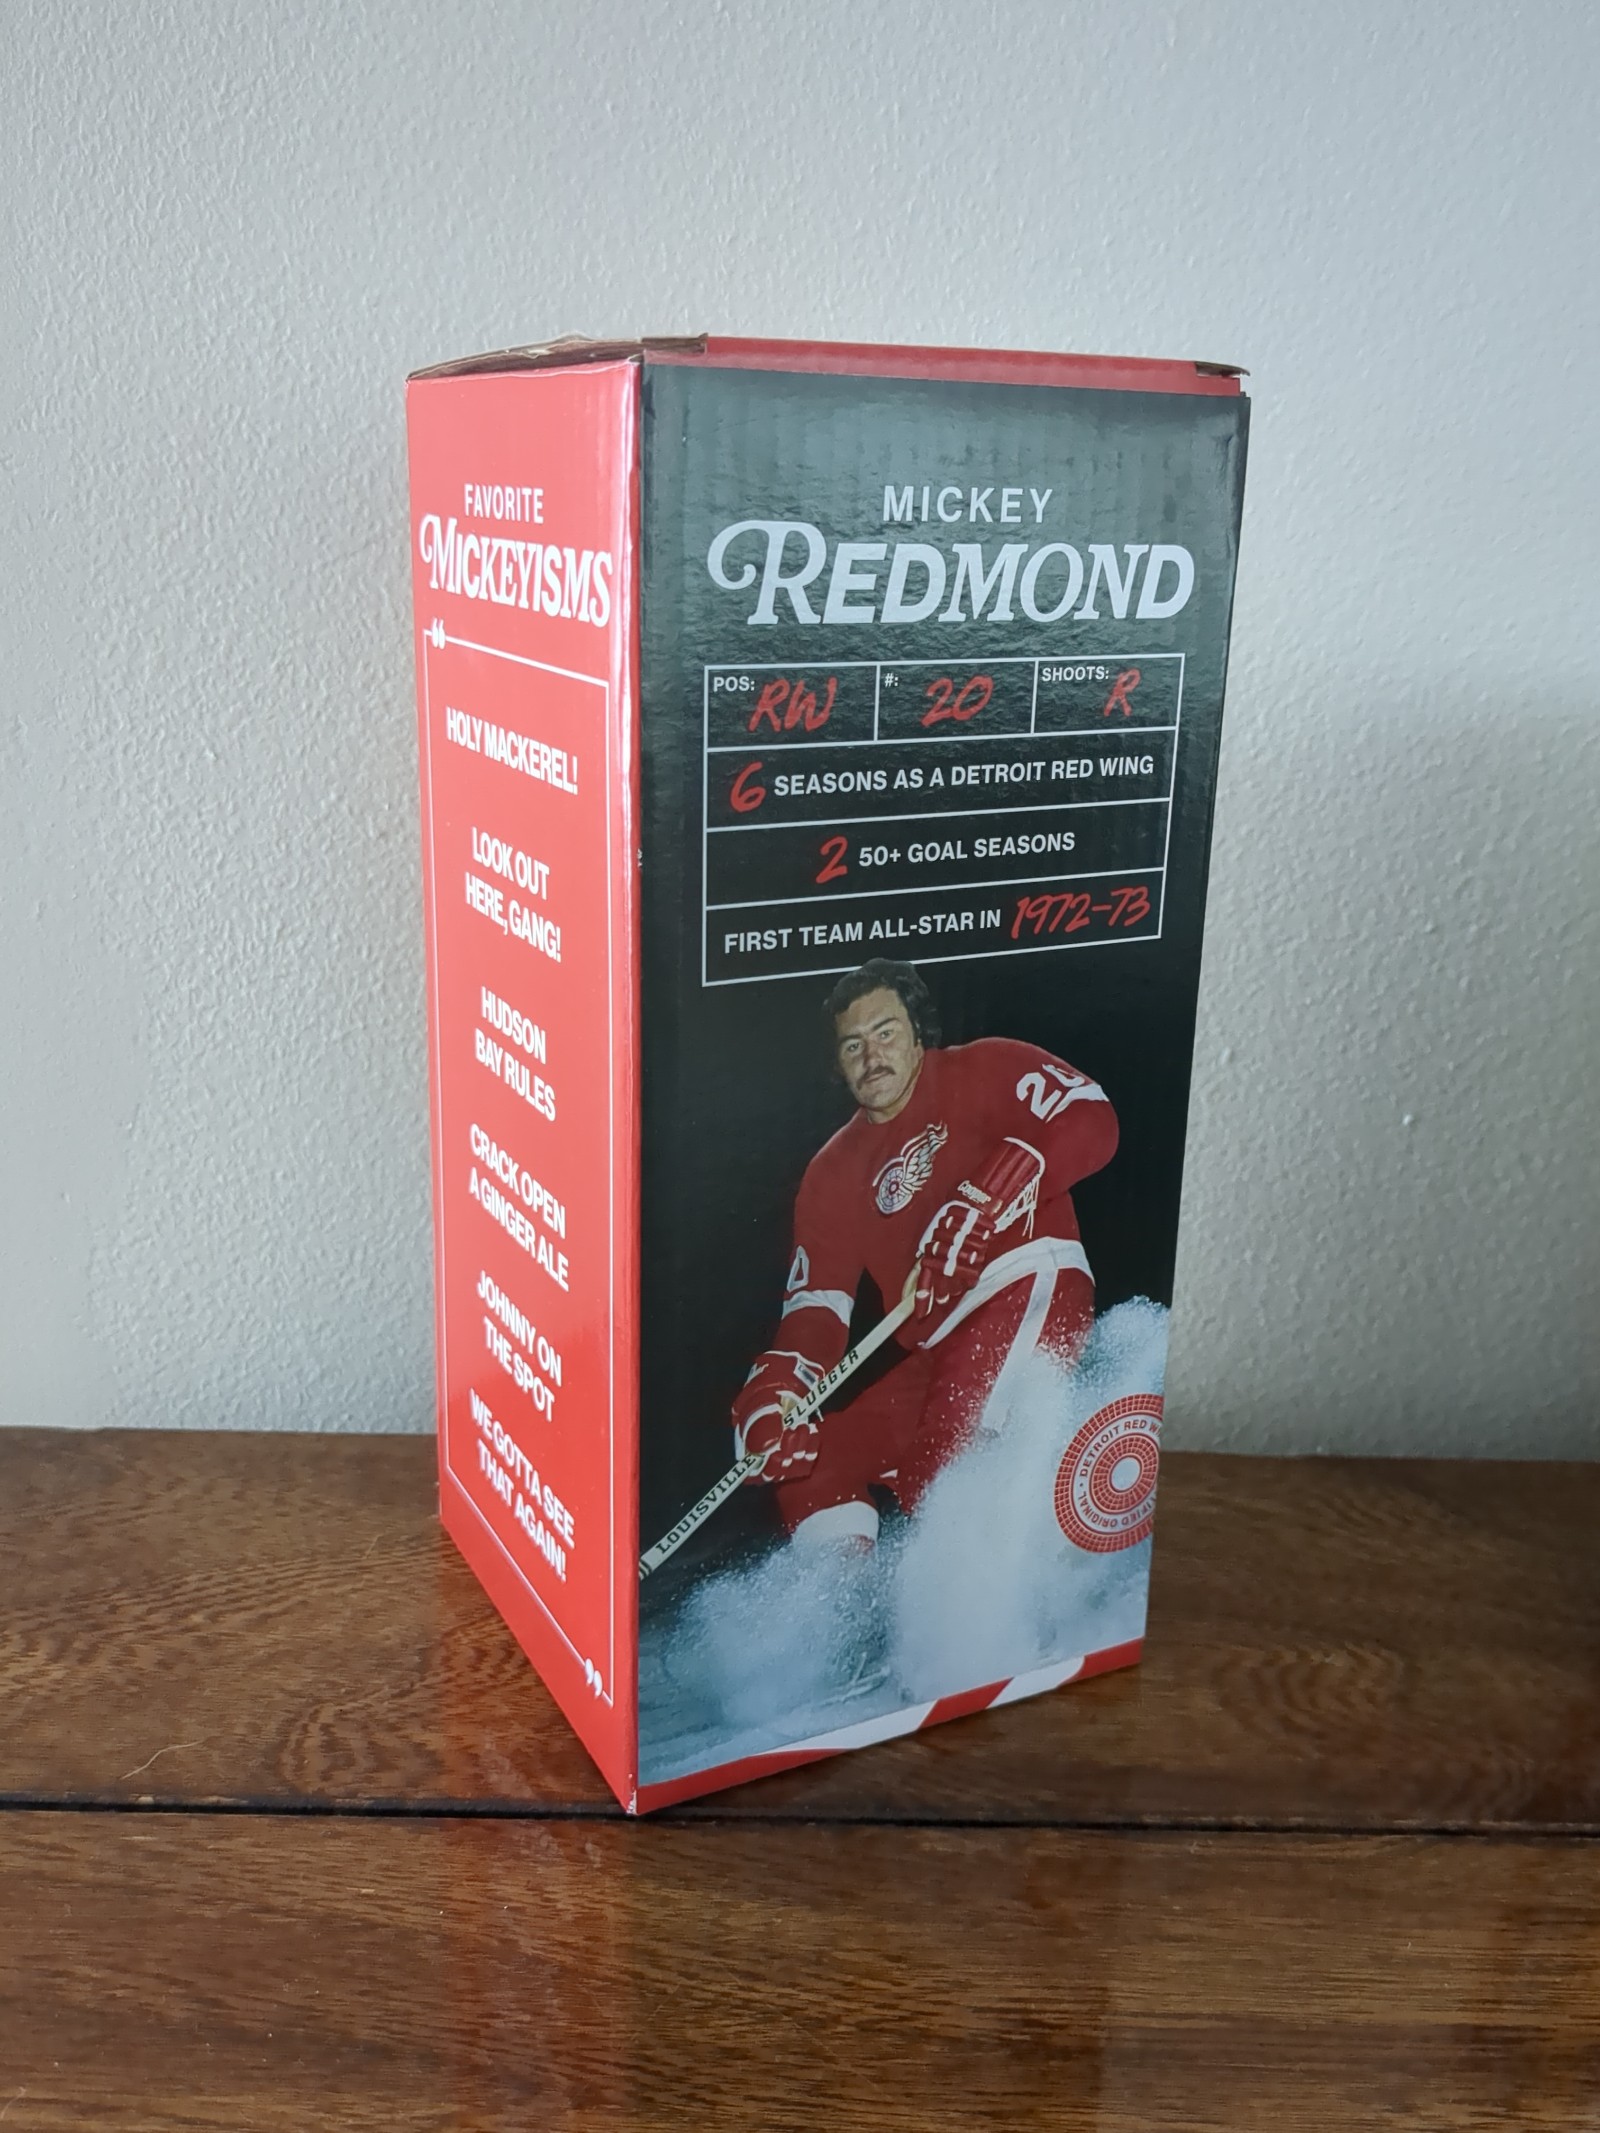 FAVORITE
MICKEYISMS
“
HOLY MACKEREL!
LOOK OUT
HERE, GANG!
HUDSON
BAY RULES
CRACK OPEN
A GINGER ALE
JOHNNY ON
THE SPOT
WE GOTTA SEE
THAT AGAIN!
”
MICKEY
REDMOND
POS: RW #: 20 SHOOTS: R
6 SEASONS AS A DETROIT RED WING
2 50+ GOAL SEASONS
FIRST TEAM ALL-STAR IN 1972-73
20
Cooper
0
LOUISVILLE SLUGGER
DETROIT RED W
ORIGINAL